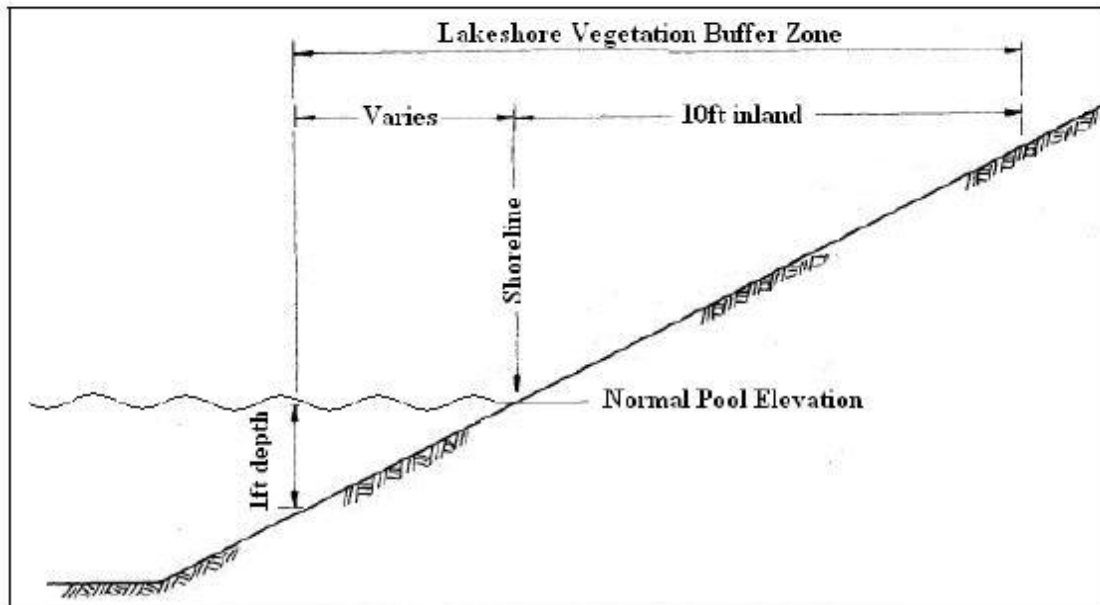 Lakeshore Vegetation Buffer Zone
Varies
10ft inland
Shoreline
Normal Pool Elevation
1ft depth